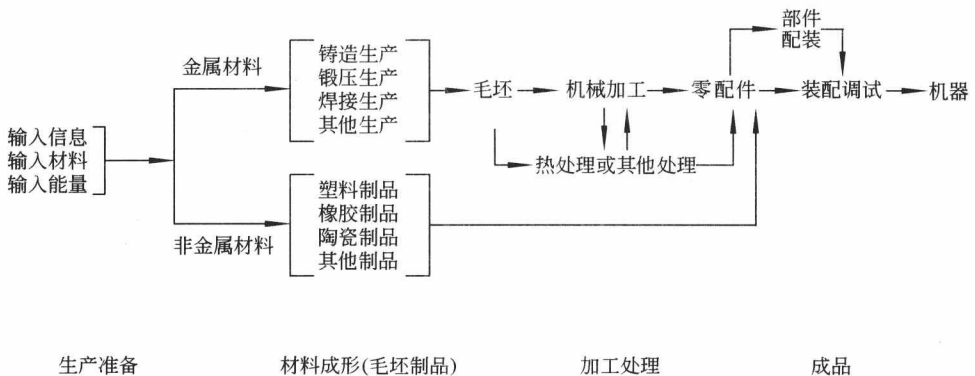 输入信息
输入材料
输入能量
金属材料
非金属材料
铸造生产
锻压生产
焊接生产
其他生产
塑料制品
橡胶制品
陶瓷制品
其他制品
毛坯
机械加工
热处理或其他处理
零配件
部件
配装
装配调试
机器
生产准备
材料成形(毛坯制品)
加工处理
成品